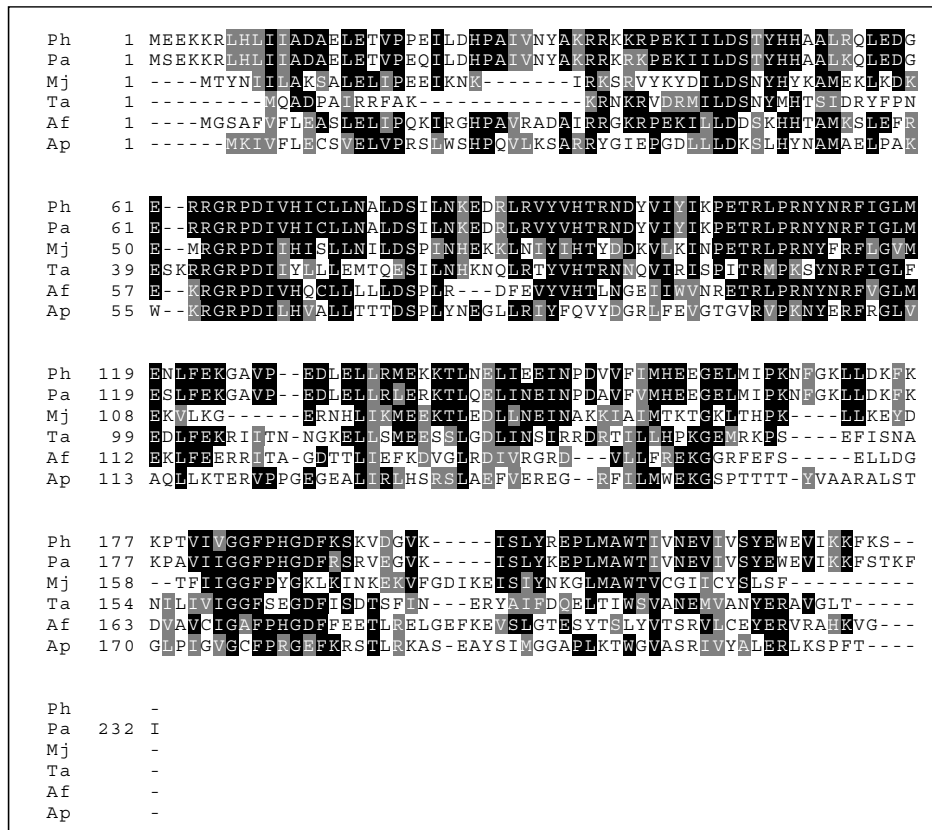 Ph 1 MEEKKRLHLIIADAELETVPPEILDHPAIVNYAKRRKKRPEKIILDSTYHHAALRQLEDG
Pa 1 MSEKKRLHLIIADAELETVPEQILDHPAIVNYAKRRKRKPEKIILDSTYHHAALKQLEDG
Mj 1 ----MTYNIILAKSALELIPEEIKNK-------IRKSRVYKYDILDSNYHYKAMEKLKDK
Ta 1 ---------MQADPAIRRFAK------------KRNKRVDRMILDSNYMHTSIDRYFPN
Af 1 ----MGSAFVFLEASLELIPQKIRGHPAVRADAIRRGKRPEKILLDDSKHHTAMKSLEFR
Ap 1 ------MKIVFLECSVELVPRSLWSHPQVLKSARRYGIEPGDLLLDKSLHYNAMAELPAK
Ph 61 E--RRGRPDIVHICLLNALDSILNKEDRLRVYVHTRNDYVIYIKPETRLPRNYNRFIGLM
Pa 61 E--RRGRPDIVHICLLNALDSILNKEDRLRVYVHTRNDYVIYIKPETRLPRNYNRFIGLM
Mj 50 E--MRGRPDIIHISLLNILDSPINHEKKLNIYIHTYDDKVLKINPETRLPRNYFRFLGVM
Ta 39 ESKRRGRPDIIYLLLEMTQESILNHKNQLRTYVHTRNNQVIRISPITRMPKSYNRFIGLF
Af 57 E--KRGRPDIVHQCLLLLLDSPLR---DFEVYVHTLNGEIIWVNRETRLPRNYNRFVGLM
Ap 55 W--KRGRPDILHVALLTTTDSPLYNEGLLRIYFQVYDGRLFEVGTGVRVPKNYERFRGLV
Ph 119 ENLFEKGAVP--EDLELLRMEKKTLNELIEEINPDVVFIMHEEGELMIPKNFGKLLDKFK
Pa 119 ESLFEKGAVP--EDLELLRLERKTLQELINEINPDAVFVMHEEGELMIPKNFGKLLDKFK
Mj 108 EKVLKG------ERNHLIKMEEKTLEDLLNEINAKKIAIMTKTGKLTHPK----LLKEYD
Ta 99 EDLFEKRIITN-NGKELLSMEESSLGDLINSIRRDRTILLHPKGEMRKPS----EFISNA
Af 112 EKLFEERRITA-GDTTLIEFKDVGLRDIVRGRD---VLLFREKGGRFEFS-----ELLDG
Ap 113 AQLLKTERVPPGEGEALIRLHSRSLAEFVEREG--RFILMWEKGSPTTTT-YVAARALST
Ph 177 KPTVIVGGFPHGDFKSKVDGVK-----ISLYREPLMAWTIVNEVIVSYEWEVIKKFKS--
Pa 177 KPAVIIGGFPHGDFRSRVEGVK-----ISLYKEPLMAWTIVNEVIVSYEWEVIKKFSTKF
Mj 158 --TFIIGGFPYGKLKINKEKVFGDIKEISIYNKGLMAWTVCGIICYSLSF----------
Ta 154 NILIVIGGFSEGDFISDTSFIN---ERYAIFDQELTIWSVANEMVANYERAVGLT-----
Af 163 DVAVCIGAFPHGDFFEETLRELGEFKEVSLGTESYTSLYVTSRVLCEYERVRAHKVG---
Ap 170 GLPIGVGCFPRGEFKRSTLRKAS-EAYSIMGGAPLKTWGVASRIVYALERLKSPFT----
Ph -
Pa 232 I
Mj -
Ta -
Af -
Ap -